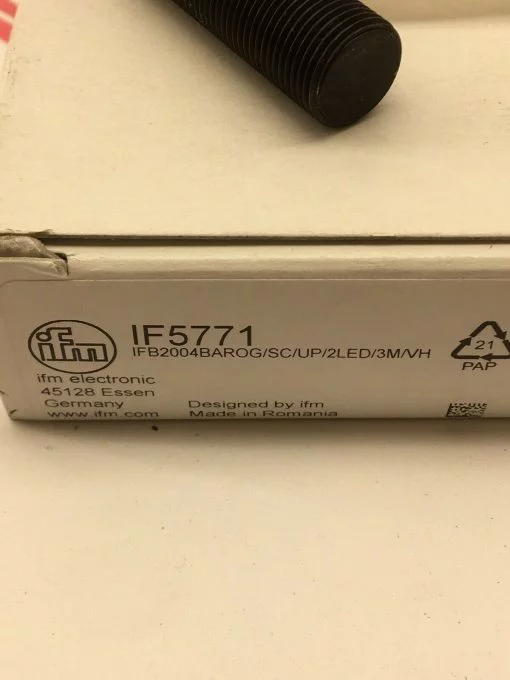 ifm
IF5771
IFB2004BAROG/SC/UP/2LED/3M/VH
ifm electronic
45128 Essen
Germany
www.ifm.com
Designed by ifm
Made in Romania
21
PAP